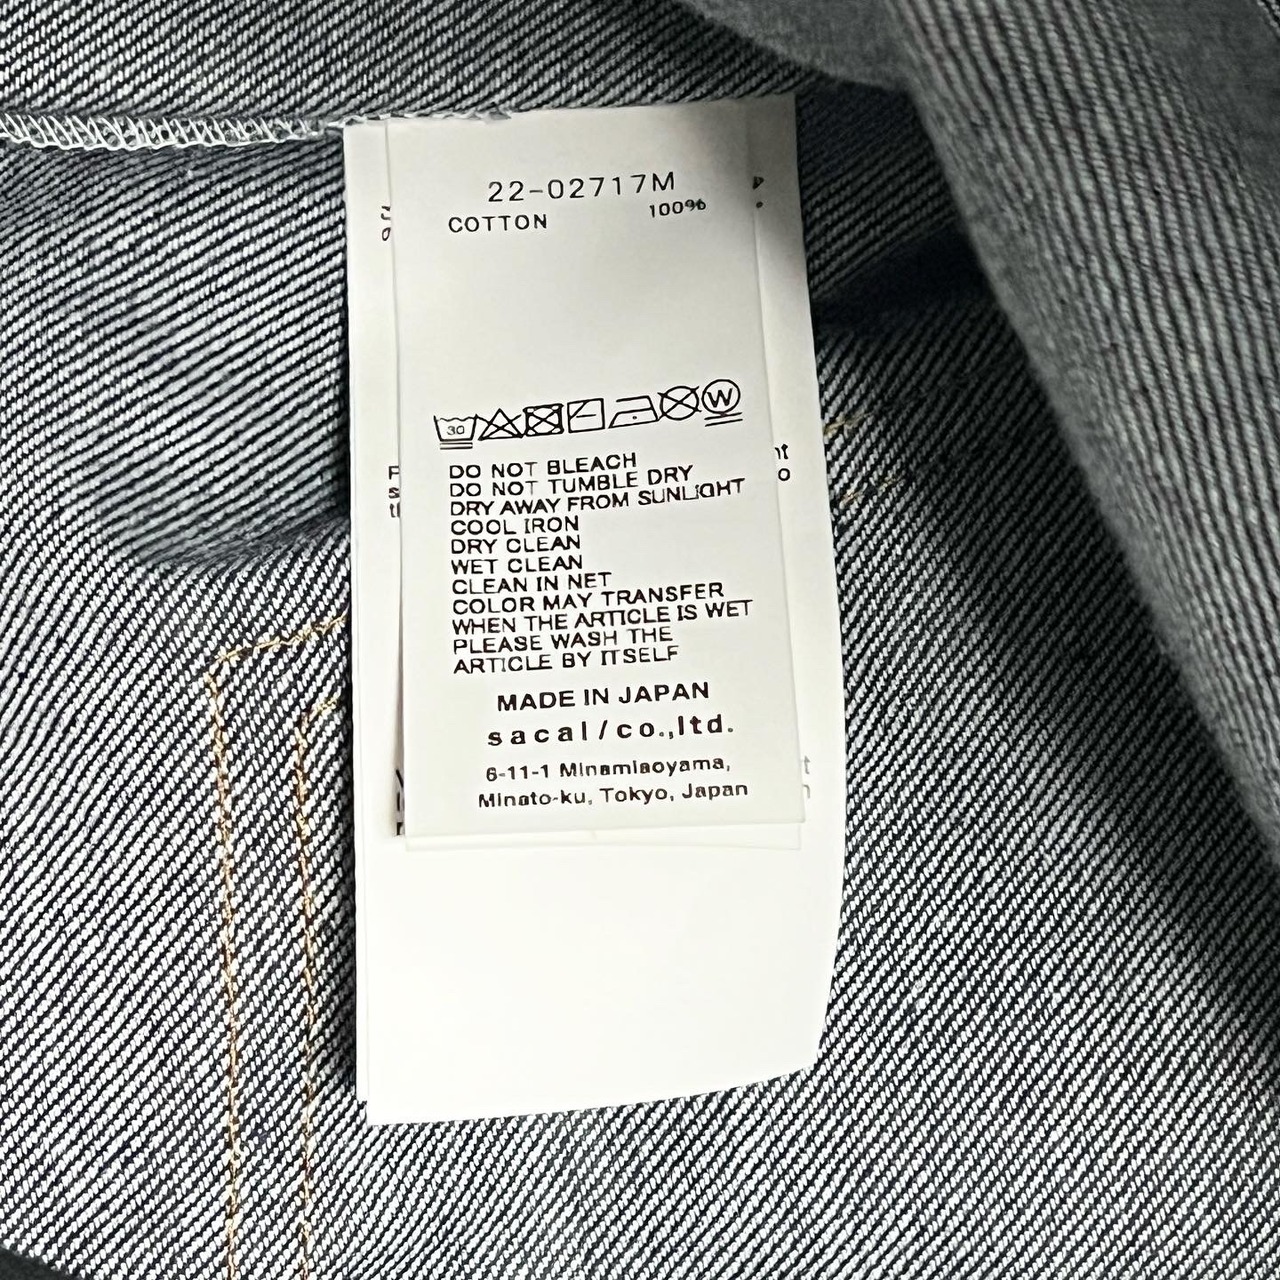 22-02717M
COTTON 100%
30
W
DO NOT BLEACH
DO NOT TUMBLE DRY
DRY AWAY FROM SUNLIGHT
COOL IRON
DRY CLEAN
WET CLEAN
CLEAN IN NET
COLOR MAY TRANSFER
WHEN THE ARTICLE IS WET
PLEASE WASH THE
ARTICLE BY ITSELF
MADE IN JAPAN
sacai/co.,ltd.
6-11-1 Minamiaoyama,
Minato-ku, Tokyo, Japan